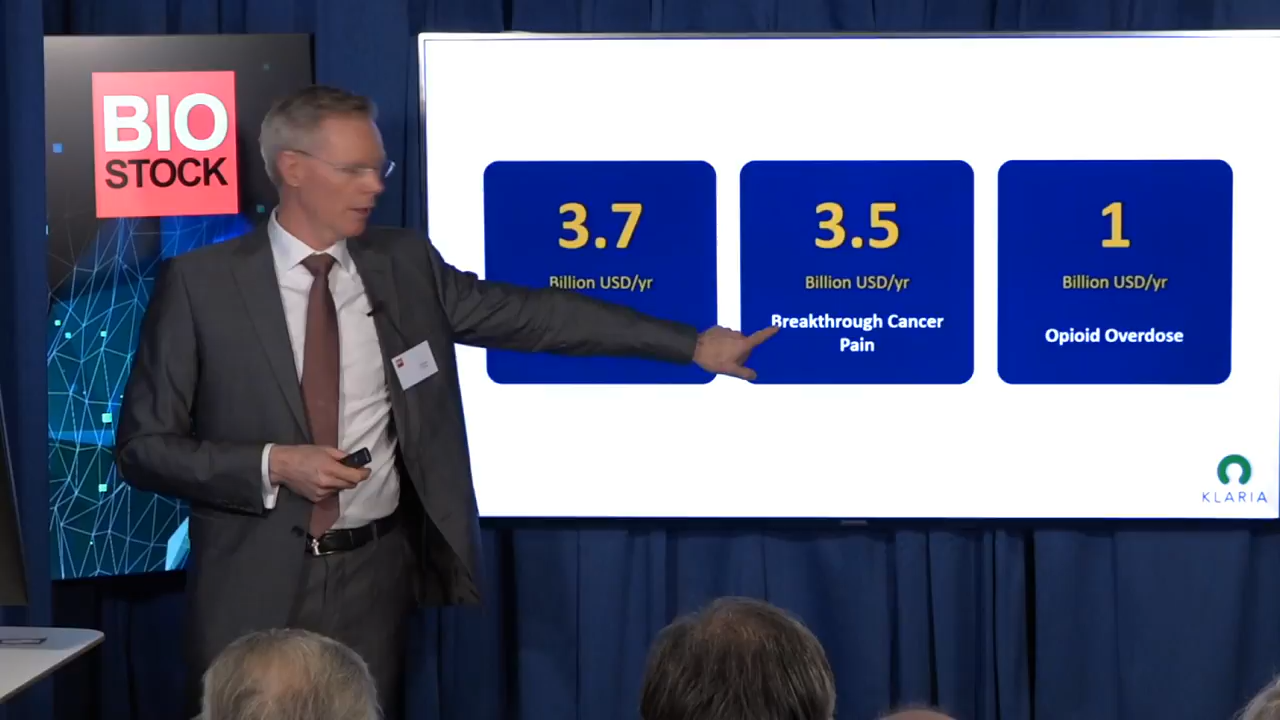 BIO
STOCK
3.7
Billion USD/yr
3.5
Billion USD/yr
Breakthrough Cancer
Pain
1
Billion USD/yr
Opioid Overdose
KLARIA